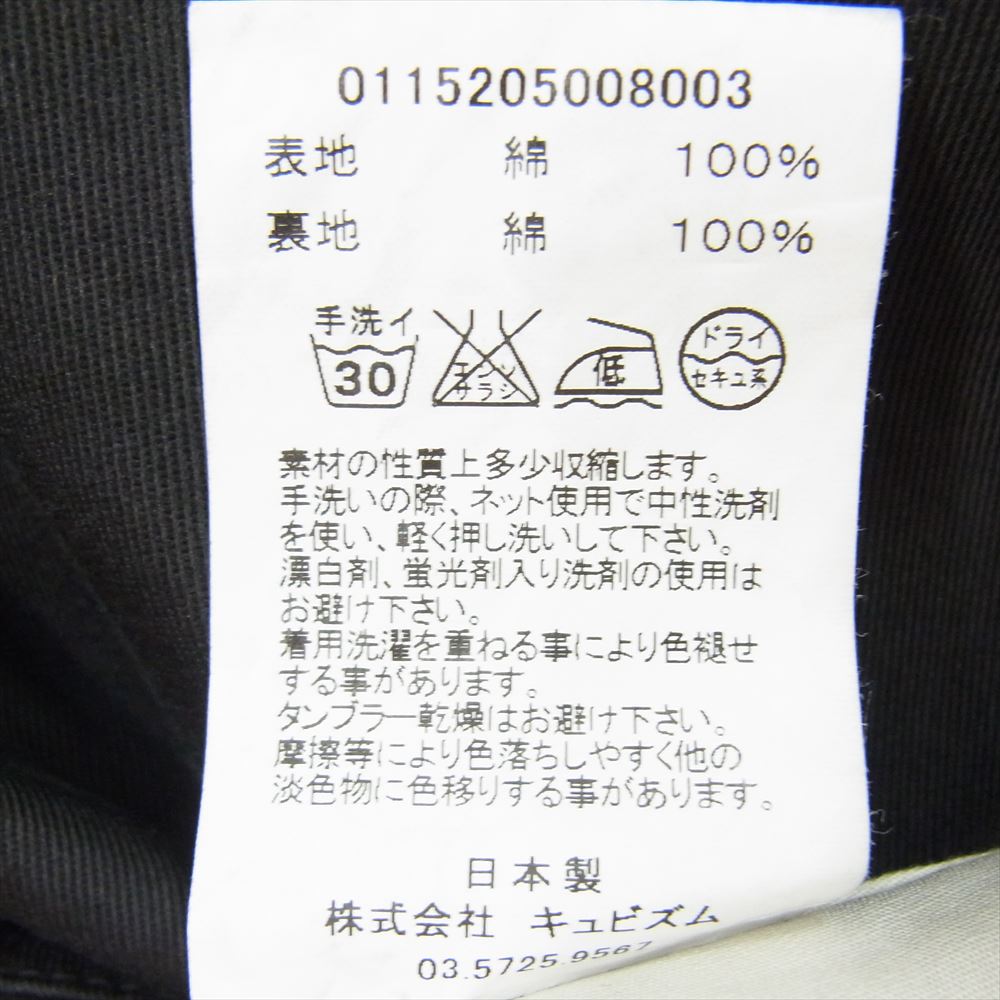 0115205008003
表地 綿 100%
裏地 綿 100%
手洗イ
30
エンソ
サラシ
低
ドライ
セキユ系
素材の性質上多少収縮します。
手洗いの際、ネット使用で中性洗剤
を使い、軽く押し洗いして下さい。
漂白剤、蛍光剤入り洗剤の使用は
お避け下さい。
着用洗濯を重ねる事により色褪せ
する事があります。
タンブラー乾燥はお避け下さい。
摩擦等により色落ちしやすく他の
淡色物に色移りする事があります。
日本製
株式会社 キュビズム
03.5725.9567